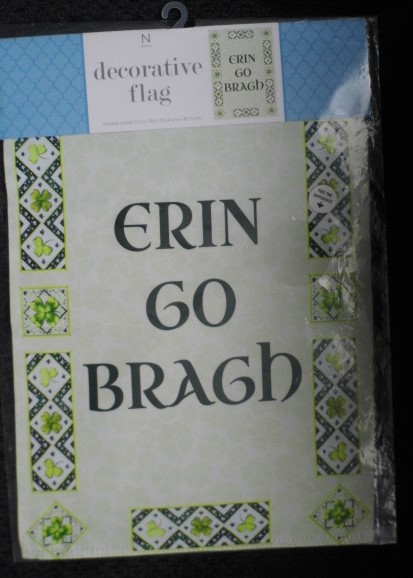 N
decorative
flag
ERIN
GO
BRAGh
ERIN
GO
BRAGh